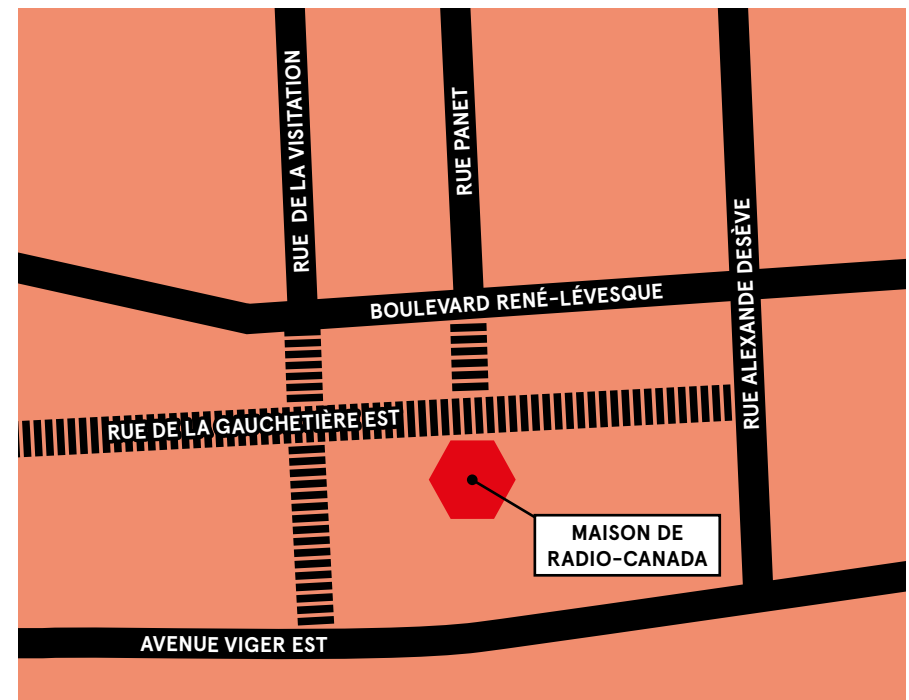 RUE DE LA VISITATION
RUE PANET
RUE ALEXANDE DESÈVE
BOULEVARD RENÉ-LÉVESQUE
RUE DE LA GAUCHETIÈRE EST
MAISON DE
RADIO-CANADA
AVENUE VIGER EST